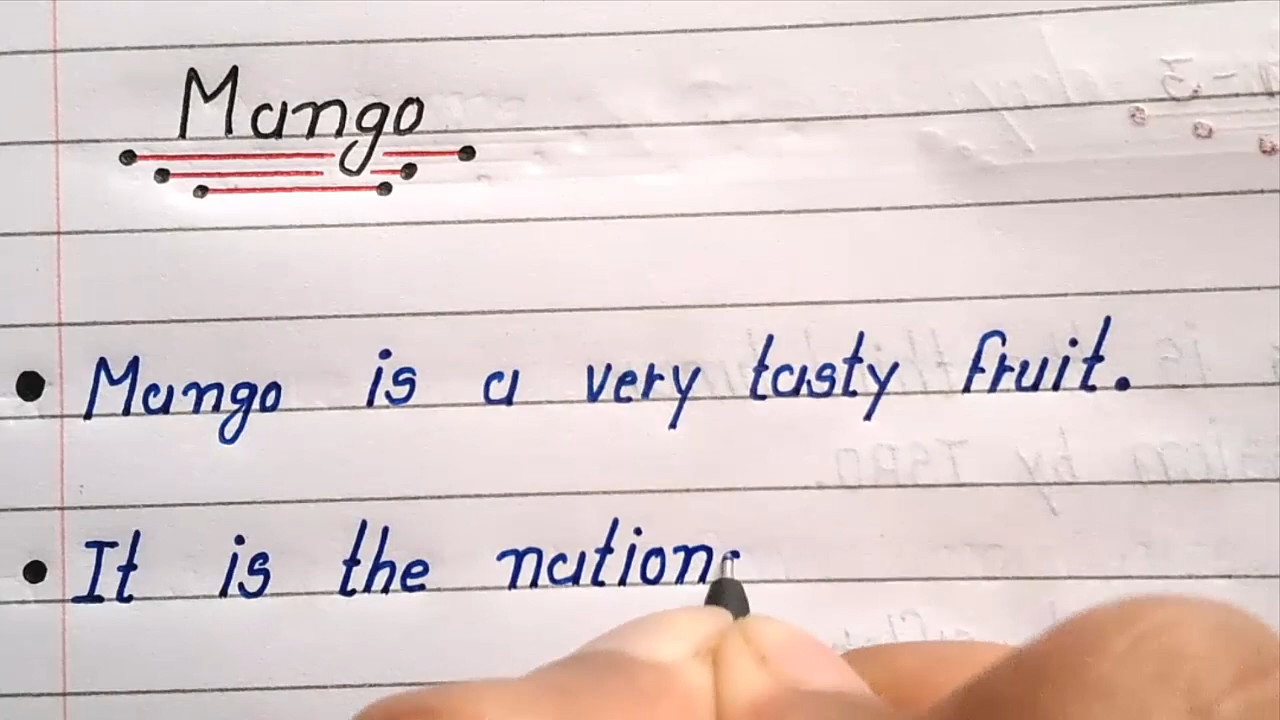 Mango
• Mango is a very tasty fruit.
• It is the nation